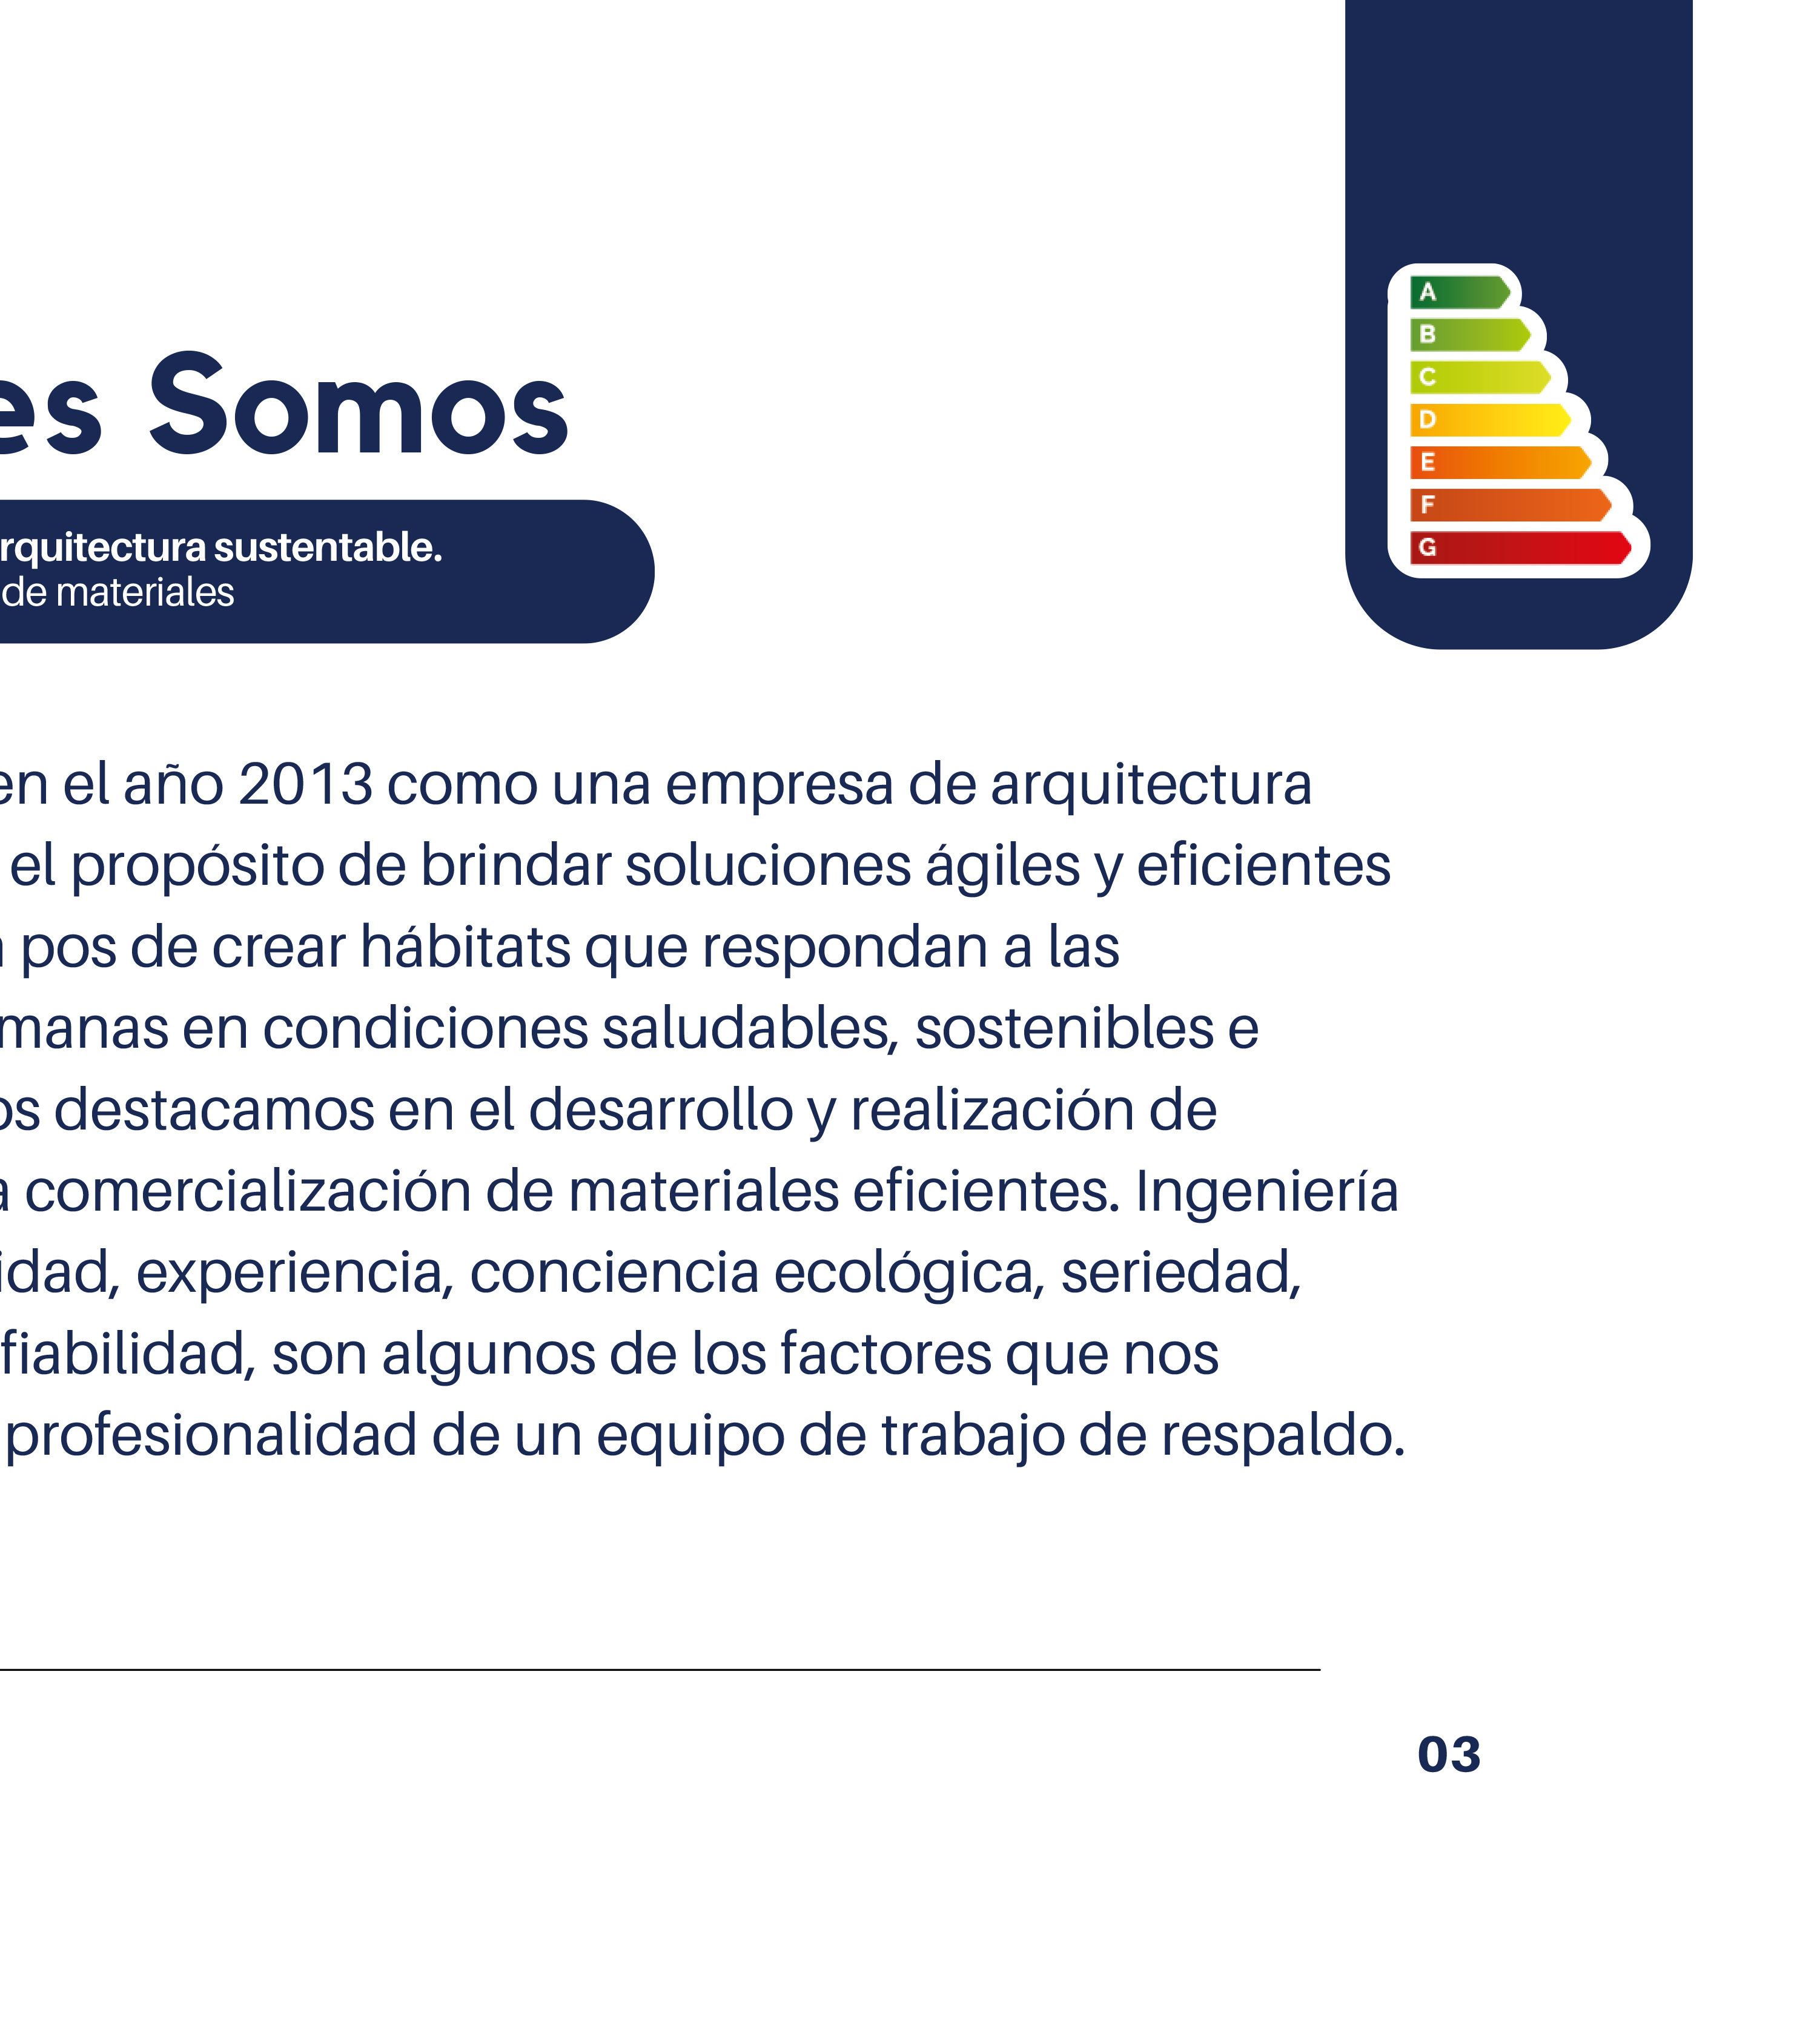 A
B
C
D
E
F
G
es Somos
rquitectura sustentable.
de materiales
en el año 2013 como una empresa de arquitectura
el propósito de brindar soluciones ágiles y eficientes
pos de crear hábitats que respondan a las
manas en condiciones saludables, sostenibles e
os destacamos en el desarrollo y realización de
a comercialización de materiales eficientes. Ingeniería
idad, experiencia, conciencia ecológica, seriedad,
fiabilidad, son algunos de los factores que nos
profesionalidad de un equipo de trabajo de respaldo.
03